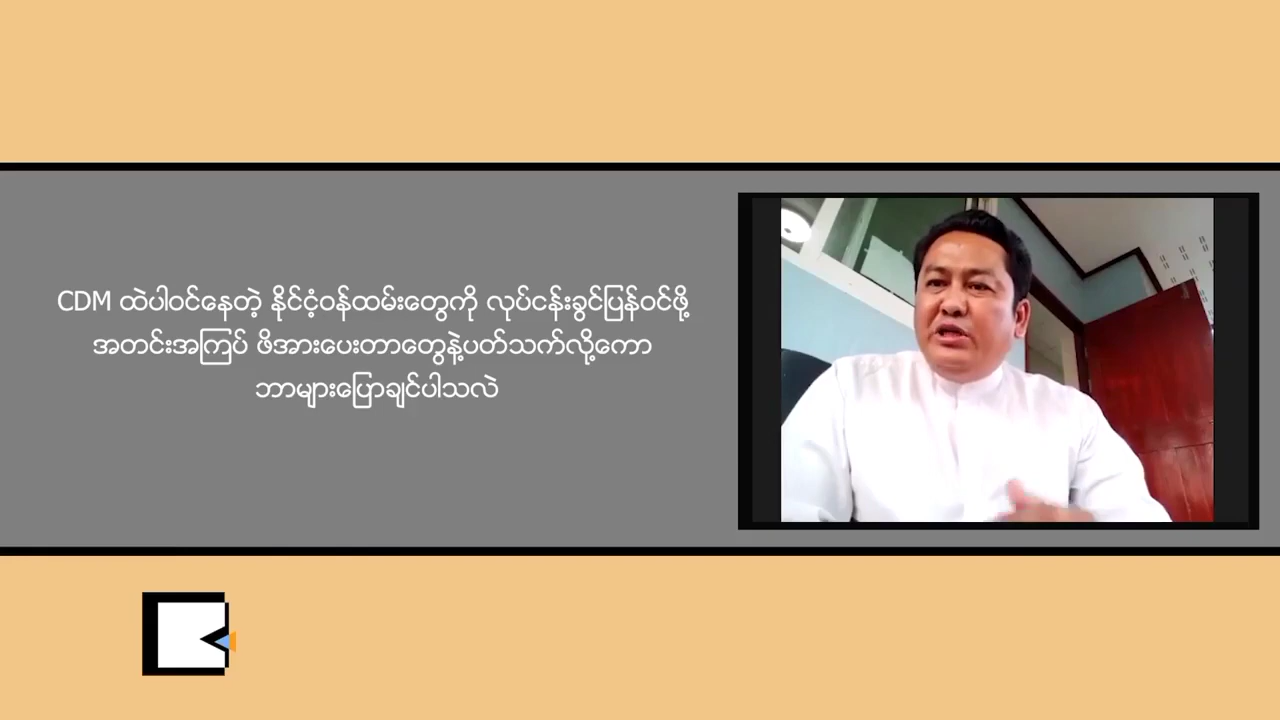 CDM ထဲပါဝင်နေတဲ့ နိုင်ငံ့ဝန်ထမ်းတွေကို လုပ်ငန်းခွင်ပြန်ဝင်ဖို့
အတင်းအကြပ် ဖိအားပေးတာတွေနဲ့ပတ်သက်လို့ကော
ဘာများပြောချင်ပါသလဲ